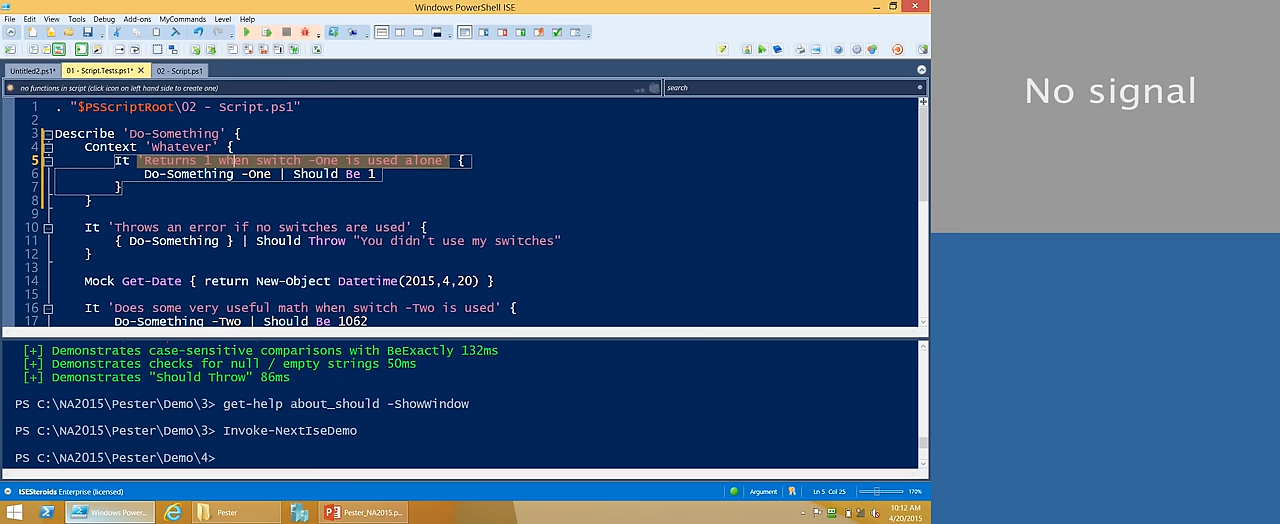 Windows PowerShell ISE
File Edit View Tools Debug Add-ons MyCommands Level Help
Untitled2.ps1* 01 - Script.Tests.ps1* 02 - Script.ps1
no functions in script (click icon on left hand side to create one) search
1 . "$PSScriptRoot\02 - Script.ps1"
2
3 Describe 'Do-Something' {
4 Context 'Whatever' {
5 It 'Returns 1 when switch -One is used alone' {
6 Do-Something -One | Should Be 1
7 }
8 }
9
10 It 'Throws an error if no switches are used' {
11 { Do-Something } | Should Throw "You didn't use my switches"
12 }
13
14 Mock Get-Date { return New-Object Datetime(2015,4,20) }
15
16 It 'Does some very useful math when switch -Two is used' {
17 Do-Something -Two | Should Be 1062
[+] Demonstrates case-sensitive comparisons with BeExactly 132ms
[+] Demonstrates checks for null / empty strings 50ms
[+] Demonstrates "Should Throw" 86ms
PS C:\NA2015\Pester\Demo\3> get-help about_should -ShowWindow
PS C:\NA2015\Pester\Demo\3> Invoke-NextIseDemo
PS C:\NA2015\Pester\Demo\4>
ISESteroids Enterprise (licensed) Argument Ln 5 Col 25 170%
Windows Power... Pester Pester_NA2015.p... 10:12 AM
4/20/2015
No signal